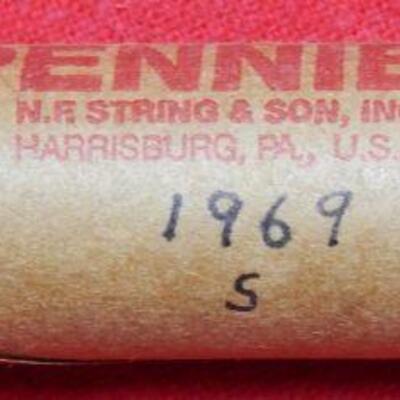 PENNIE
N.F. STRING & SON, INC
HARRISBURG, PA., U.S.
1969
S